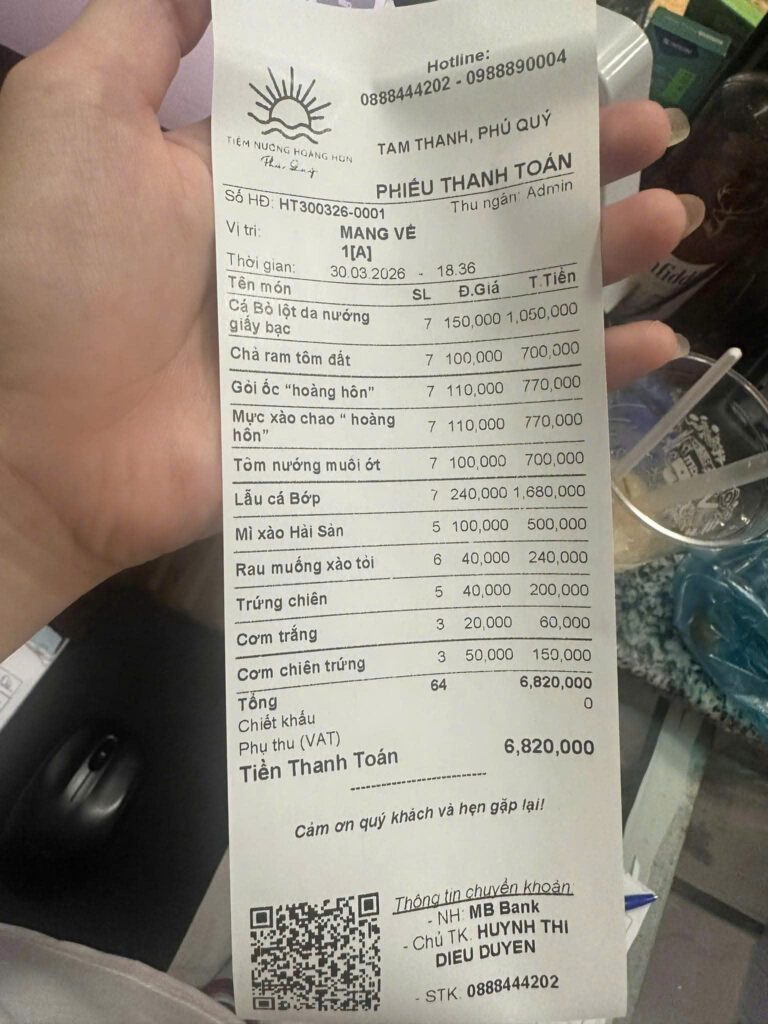 Hotline:
0888444202 - 0988890004
TIỆM NƯỚNG HOÀNG HÔN
Phú Quý
TAM THANH, PHÚ QUÝ
PHIẾU THANH TOÁN
Số HĐ: HT300326-0001
Thu ngân: Admin
Vị trí: MANG VỀ
1[A]
Thời gian: 30.03.2026 - 18.36
Tên món SL Đ.Giá T.Tiền
Cá Bò lột da nướng giấy bạc 7 150,000 1,050,000
Chả ram tôm đất 7 100,000 700,000
Gỏi ốc “hoàng hôn” 7 110,000 770,000
Mực xào chao “ hoàng hôn” 7 110,000 770,000
Tôm nướng muối ớt 7 100,000 700,000
Lẩu cá Bớp 7 240,000 1,680,000
Mì xào Hải Sản 5 100,000 500,000
Rau muống xào tỏi 6 40,000 240,000
Trứng chiên 5 40,000 200,000
Cơm trắng 3 20,000 60,000
Cơm chiên trứng 3 50,000 150,000
Tổng 64 6,820,000
Chiết khấu 0
Phụ thu (VAT)
Tiền Thanh Toán 6,820,000
Cảm ơn quý khách và hẹn gặp lại!
Thông tin chuyển khoản:
- NH: MB Bank
- Chủ TK. HUYNH THI
DIEU DUYEN
- STK. 0888444202